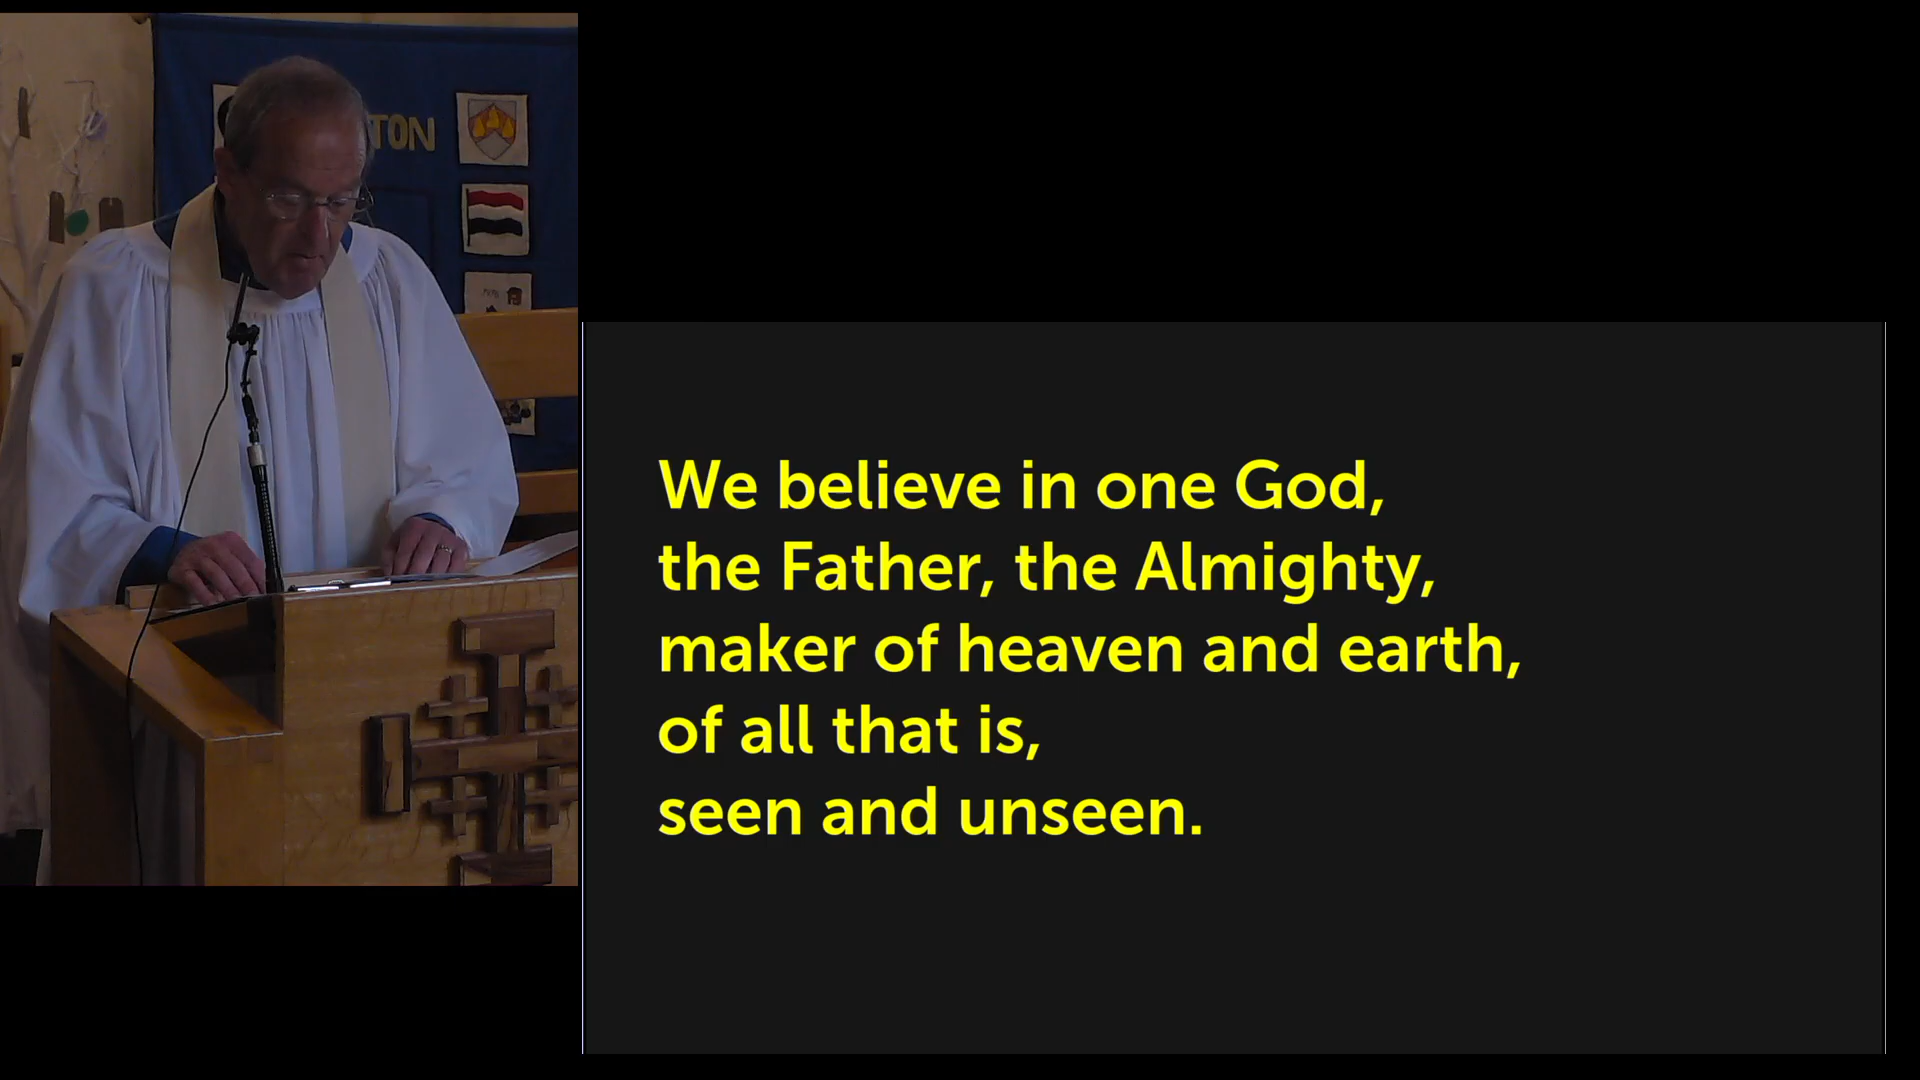 TON
We believe in one God,
the Father, the Almighty,
maker of heaven and earth,
of all that is,
seen and unseen.